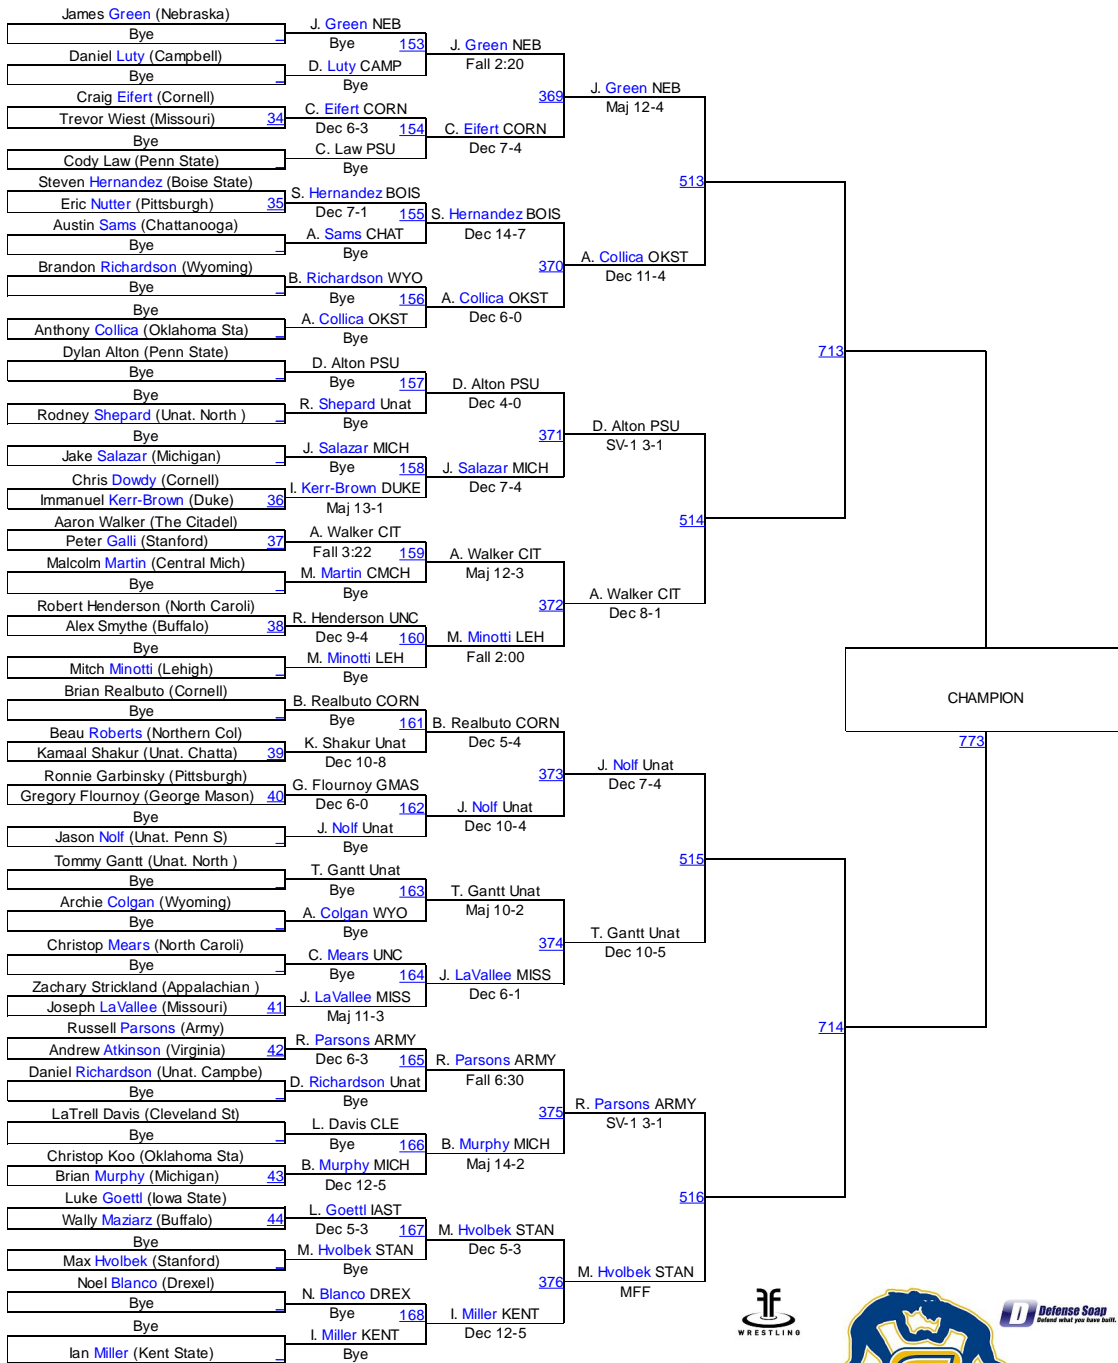 James Green (Nebraska)
Bye
Daniel Luty (Campbell)
Bye
Craig Eifert (Cornell)
Trevor Wiest (Missouri) 34
Bye
Cody Law (Penn State)
Steven Hernandez (Boise State)
Eric Nutter (Pittsburgh) 35
Austin Sams (Chattanooga)
Bye
Brandon Richardson (Wyoming)
Bye
Bye
Anthony Collica (Oklahoma Sta)
Dylan Alton (Penn State)
Bye
Bye
Rodney Shepard (Unat. North )
Bye
Jake Salazar (Michigan)
Chris Dowdy (Cornell)
Immanuel Kerr-Brown (Duke) 36
Aaron Walker (The Citadel)
Peter Galli (Stanford) 37
Malcolm Martin (Central Mich)
Bye
Robert Henderson (North Caroli)
Alex Smythe (Buffalo) 38
Bye
Mitch Minotti (Lehigh)
Brian Realbuto (Cornell)
Bye
Beau Roberts (Northern Col)
Kamaal Shakur (Unat. Chatta) 39
Ronnie Garbinsky (Pittsburgh)
Gregory Flournoy (George Mason) 40
Bye
Jason Nolf (Unat. Penn S)
Tommy Gantt (Unat. North )
Bye
Archie Colgan (Wyoming)
Bye
Christop Mears (North Caroli)
Bye
Zachary Strickland (Appalachian )
Joseph LaVallee (Missouri) 41
Russell Parsons (Army)
Andrew Atkinson (Virginia) 42
Daniel Richardson (Unat. Campbe)
Bye
LaTrell Davis (Cleveland St)
Bye
Christop Koo (Oklahoma Sta)
Brian Murphy (Michigan) 43
Luke Goettl (Iowa State)
Wally Maziarz (Buffalo) 44
Bye
Max Hvolbek (Stanford)
Noel Blanco (Drexel)
Bye
Bye
Ian Miller (Kent State)
J. Green NEB
Bye 153
D. Luty CAMP
Bye
C. Eifert CORN
Dec 6-3 154
C. Law PSU
Bye
S. Hernandez BOIS
Dec 7-1 155
A. Sams CHAT
Bye
B. Richardson WYO
Bye 156
A. Collica OKST
Bye
D. Alton PSU
Bye 157
R. Shepard Unat
Bye
J. Salazar MICH
Bye 158
I. Kerr-Brown DUKE
Maj 13-1
A. Walker CIT
Fall 3:22 159
M. Martin CMCH
Bye
R. Henderson UNC
Dec 9-4 160
M. Minotti LEH
Bye
B. Realbuto CORN
Bye 161
K. Shakur Unat
Dec 10-8
G. Flournoy GMAS
Dec 6-0 162
J. Nolf Unat
Bye
T. Gantt Unat
Bye 163
A. Colgan WYO
Bye
C. Mears UNC
Bye 164
J. LaVallee MISS
Maj 11-3
R. Parsons ARMY
Dec 6-3 165
D. Richardson Unat
Bye
L. Davis CLE
Bye 166
B. Murphy MICH
Dec 12-5
L. Goettl IAST
Dec 5-3 167
M. Hvolbek STAN
Bye
N. Blanco DREX
Bye 168
I. Miller KENT
Bye
J. Green NEB
Fall 2:20
369
C. Eifert CORN
Dec 7-4
S. Hernandez BOIS
Dec 14-7
370
A. Collica OKST
Dec 6-0
D. Alton PSU
Dec 4-0
371
J. Salazar MICH
Dec 7-4
A. Walker CIT
Maj 12-3
372
M. Minotti LEH
Fall 2:00
B. Realbuto CORN
Dec 5-4
373
J. Nolf Unat
Dec 10-4
T. Gantt Unat
Maj 10-2
374
J. LaVallee MISS
Dec 6-1
R. Parsons ARMY
Fall 6:30
375
B. Murphy MICH
Maj 14-2
M. Hvolbek STAN
Dec 5-3
376
I. Miller KENT
Dec 12-5
J. Green NEB
Maj 12-4
513
A. Collica OKST
Dec 11-4
D. Alton PSU
SV-1 3-1
514
A. Walker CIT
Dec 8-1
J. Nolf Unat
Dec 7-4
515
T. Gantt Unat
Dec 10-5
R. Parsons ARMY
SV-1 3-1
516
M. Hvolbek STAN
MFF
713
714
CHAMPION
773
WRESTLING
Defense Soap
Defend what you have built.